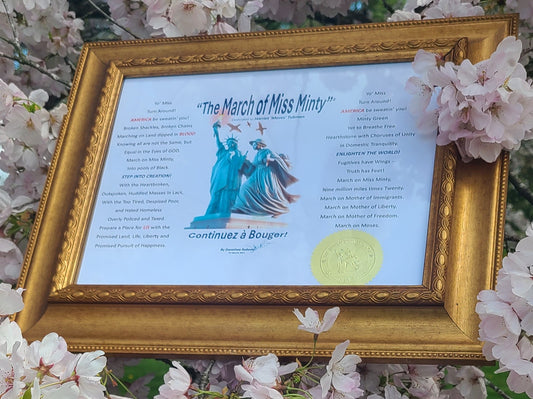 "The March of Miss Minty"
Yo' Miss
Turn Around!
AMERICA be sweatin' you!
Broken Shackles, Broken Chains
Marching on Land dipped in
Knowing all are not the Same, but
Equal in the Eyes of GOD.
March on Miss Minty,
Into pools of Black.
STEP INTO CREATION!
With the Heartbroken,
Outspoken, Huddled Masses in Lack,
With the Too Tired, Despised Poor,
and Hated Homeless
Overly Policed and Taxed.
Prepare a Place for US with the
Promised Land, Life, Liberty and
Promised Pursuit of Happiness.
Continuez à Bouger!
Yo' Miss
Turn Around!
AMERICA be sweatin' you!
Minty Green
Yet to Breathe Free
Hearthstones with Choruses of Unity
in Domestic Tranquility.
ENLIGHTEN THE WORLD!
Fugitives have Wings
Truth has Feet!
March on Miss Minty.
Nine million miles times Twenty.
March on Mother of Immigrants.
March on Mother of Liberty.
March on Mother of Freedom.
March on Moses.